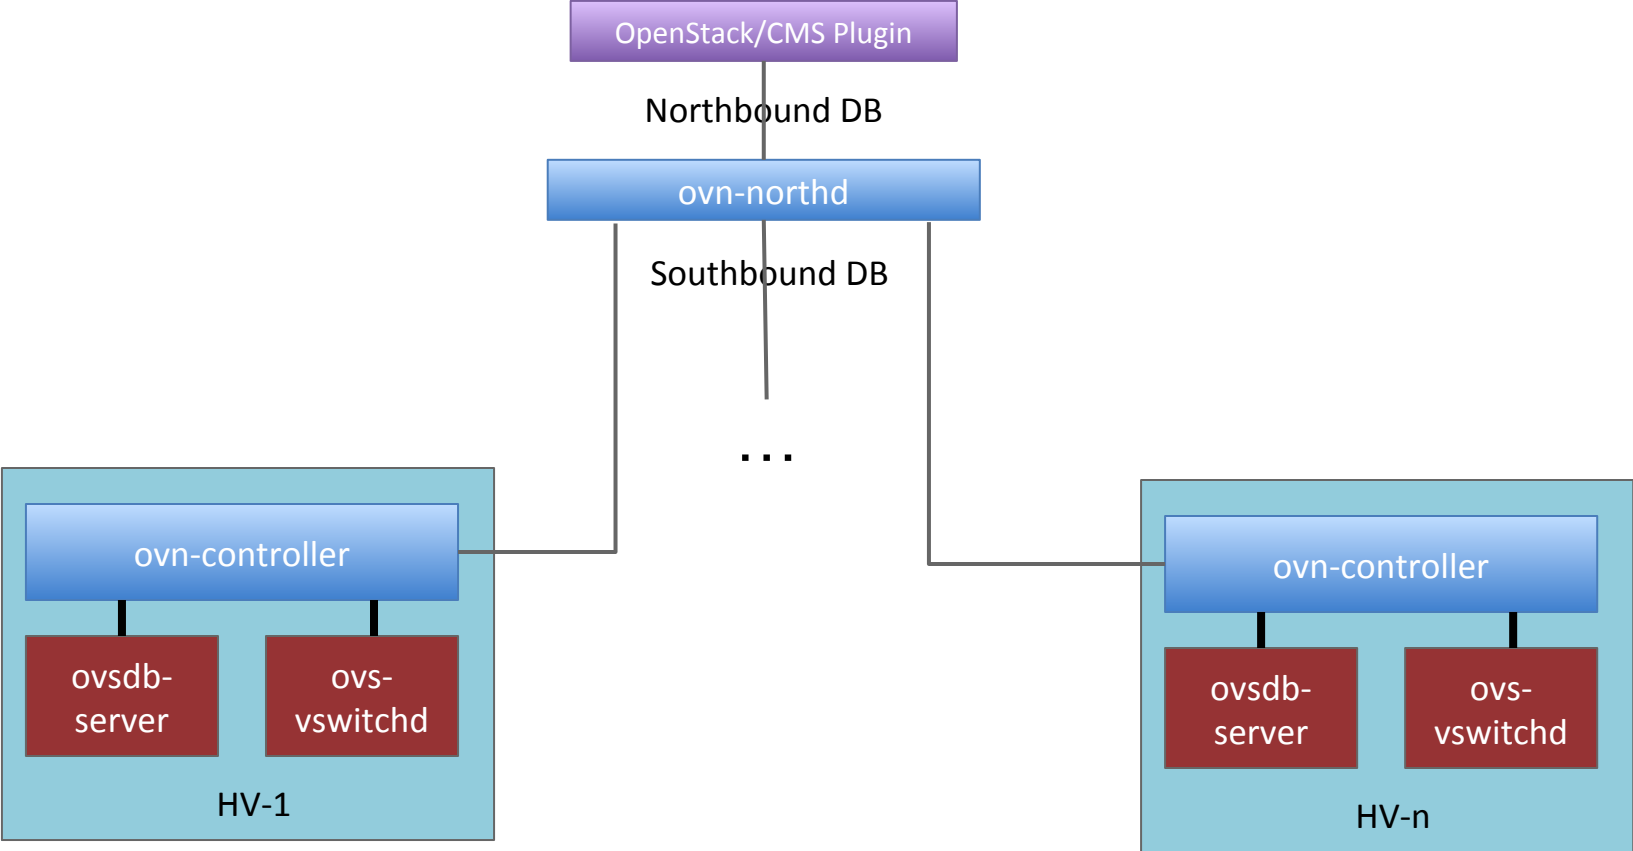 OpenStack/CMS Plugin
Northbound DB
ovn-northd
Southbound DB
...
ovn-controller
ovsdb-
server
ovs-
vswitchd
HV-1
ovn-controller
ovsdb-
server
ovs-
vswitchd
HV-n